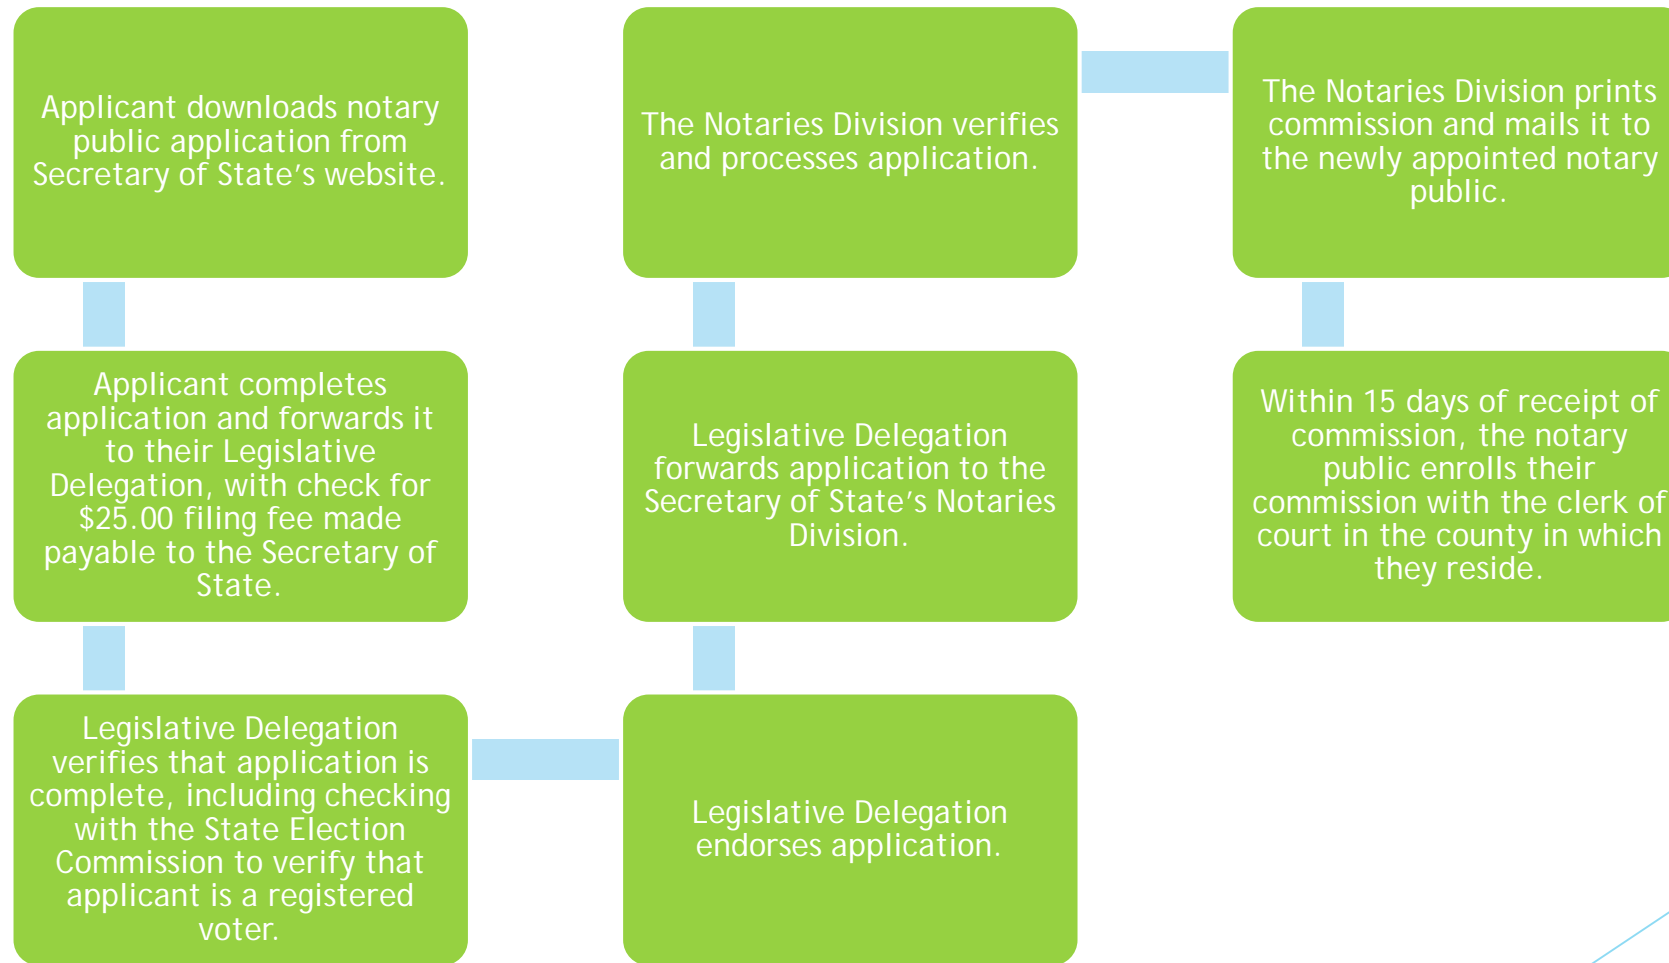 Applicant downloads notary
public application from
Secretary of State's website.
Applicant completes
application and forwards it
to their Legislative
Delegation, with check for
$25.00 filing fee made
payable to the Secretary of
State.
Legislative Delegation
verifies that application is
complete, including checking
with the State Election
Commission to verify that
applicant is a registered
voter.
Legislative Delegation
endorses application.
Legislative Delegation
forwards application to the
Secretary of State's Notaries
Division.
The Notaries Division verifies
and processes application.
The Notaries Division prints
commission and mails it to
the newly appointed notary
public.
Within 15 days of receipt of
commission, the notary
public enrolls their
commission with the clerk of
court in the county in which
they reside.